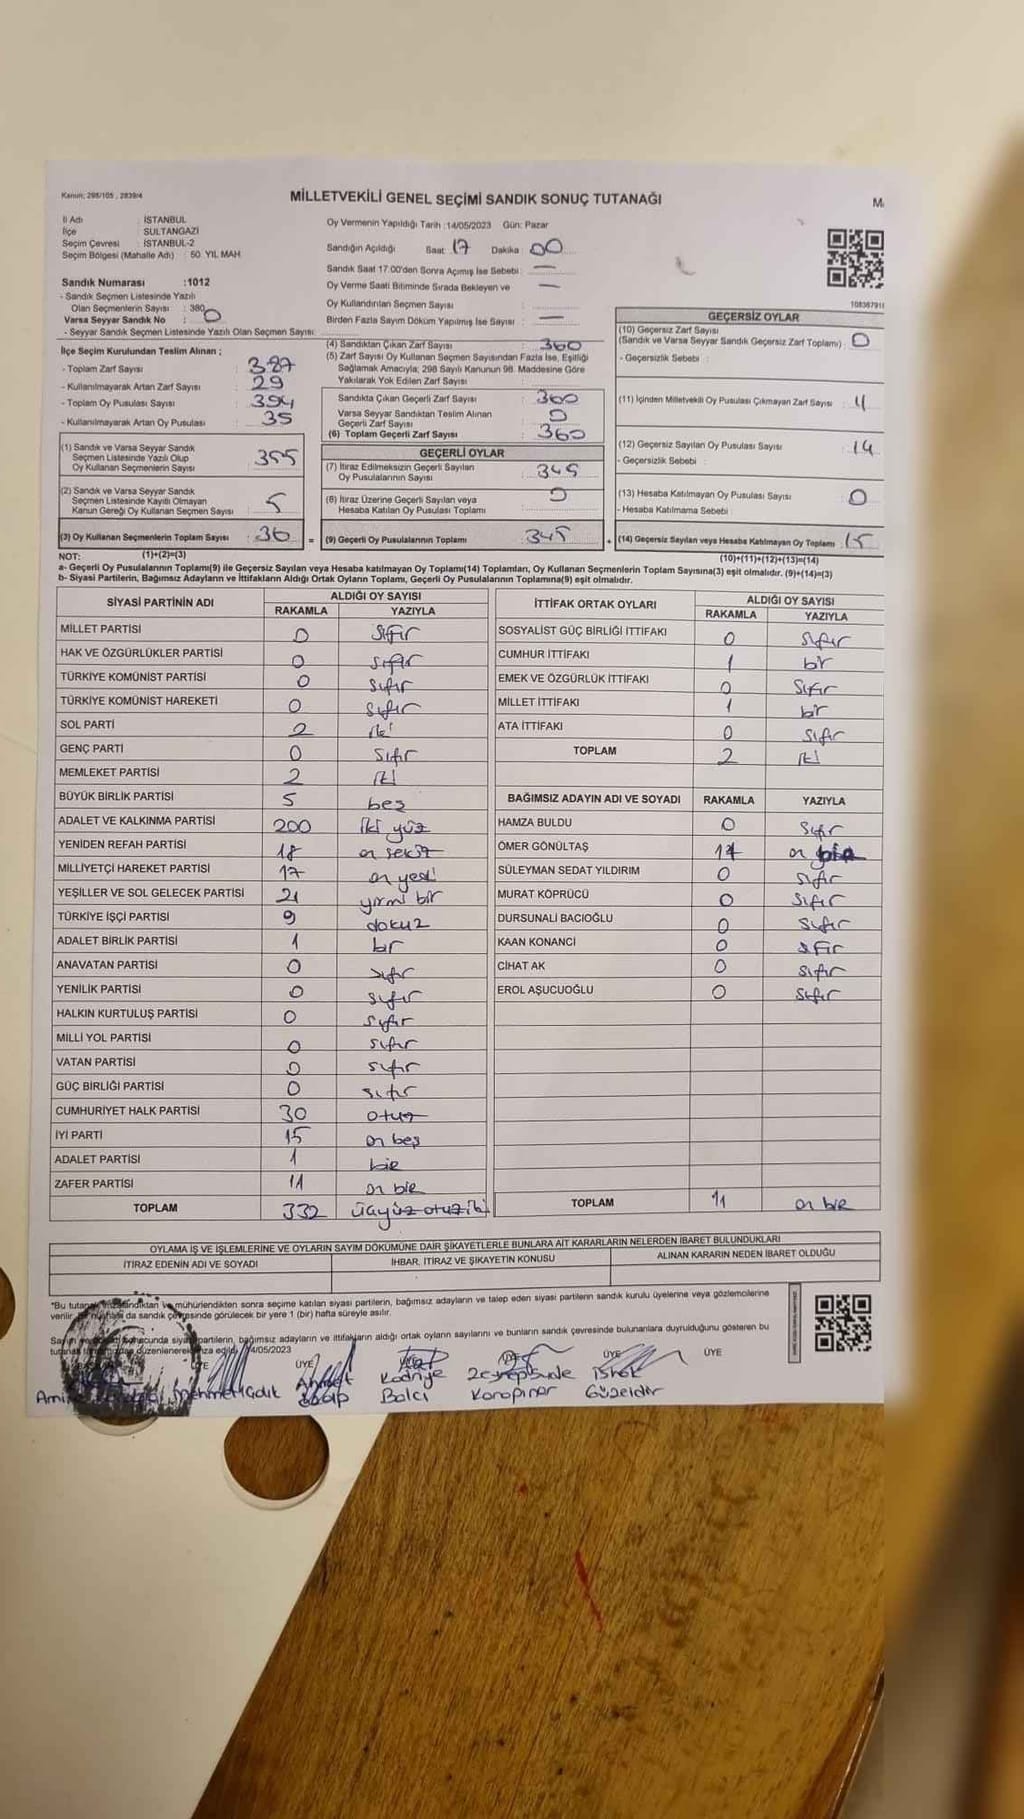 Kanun; 298/105 , 2839/4
MİLLETVEKİLİ GENEL SEÇİMİ SANDIK SONUÇ TUTANAĞI
İl Adı : İSTANBUL
İlçe : SULTANGAZİ
Seçim Çevresi : İSTANBUL-2
Seçim Bölgesi (Mahalle Adı) : 50. YIL MAH
Sandık Numarası :1012
- Sandık Seçmen Listesinde Yazılı
Olan Seçmenlerin Sayısı : 380
Varsa Seyyar Sandık No : 0
- Seyyar Sandık Seçmen Listesinde Yazılı Olan Seçmen Sayısı:
Oy Vermenin Yapıldığı Tarih :14/05/2023 Gün: Pazar
Sandığın Açıldığı Saat 17 Dakika 00
Sandık Saat 17.00'den Sonra Açımış İse Sebebi : —
Oy Verme Saati Bitiminde Sırada Bekleyen ve —
Oy Kullandırılan Seçmen Sayısı :
Birden Fazla Sayım Döküm Yapılmış İse Sayısı : —
İlçe Seçim Kurulundan Teslim Alınan ;
- Toplam Zarf Sayısı : 387
- Kullanılmayarak Artan Zarf Sayısı : 29
- Toplam Oy Pusulası Sayısı : 394
- Kullanılmayarak Artan Oy Pusulası : 35
(1) Sandık ve Varsa Seyyar Sandık
Seçmen Listesinde Yazılı Olup
Oy Kullanan Seçmenlerin Sayısı : 355
(2) Sandık ve Varsa Seyyar Sandık
Seçmen Listesinde Kayıtlı Olmayan
Kanun Gereği Oy Kullanan Seçmen Sayısı : 5
(3) Oy Kullanan Seçmenlerin Toplam Sayısı : 36
(4) Sandıktan Çıkan Zarf Sayısı : 360
(5) Zarf Sayısı Oy Kullanan Seçmen Sayısından Fazla İse, Eşitliği
Sağlamak Amacıyla; 298 Sayılı Kanunun 98. Maddesine Göre
Yakılarak Yok Edilen Zarf Sayısı :
Sandıkta Çıkan Geçerli Zarf Sayısı : 360
Varsa Seyyar Sandıktan Teslim Alınan
Geçerli Zarf Sayısı : 0
(6) Toplam Geçerli Zarf Sayısı : 360
GEÇERLİ OYLAR
(7) İtiraz Edilmeksizin Geçerli Sayılan
Oy Pusulalarının Sayısı : 345
(8) İtiraz Üzerine Geçerli Sayılan veya
Hesaba Katılan Oy Pusulası Toplamı : 0
= (9) Geçerli Oy Pusulalarının Toplamı : 345
GEÇERSİZ OYLAR
(10) Geçersiz Zarf Sayısı
(Sandık ve Varsa Seyyar Sandık Geçersiz Zarf Toplamı) : 0
- Geçersizlik Sebebi :
(11) İçinden Milletvekili Oy Pusulası Çıkmayan Zarf Sayısı :
(12) Geçersiz Sayılan Oy Pusulası Sayısı : 14
- Geçersizlik Sebebi :
(13) Hesaba Katılmayan Oy Pusulası Sayısı : 0
- Hesaba Katılmama Sebebi :
+ (14) Geçersiz Sayılan veya Hesaba Katılmayan Oy Toplamı : 15
NOT: (1)+(2)=(3) (10)+(11)+(12)+(13)=(14)
a- Geçerli Oy Pusulalarının Toplamı(9) ile Geçersiz Sayılan veya Hesaba katılmayan Oy Toplamı(14) Toplamları, Oy Kullanan Seçmenlerin Toplam Sayısına(3) eşit olmalıdır. (9)+(14)=(3)
b- Siyasi Partilerin, Bağımsız Adayların ve İttifakların Aldığı Ortak Oyların Toplamı, Geçerli Oy Pusulalarının Toplamına(9) eşit olmalıdır.
SİYASİ PARTİNİN ADI ALDIĞI OY SAYISI
RAKAMLA YAZIYLA
MİLLET PARTİSİ 0 sıfır
HAK VE ÖZGÜRLÜKLER PARTİSİ 0 sıfır
TÜRKİYE KOMÜNİST PARTİSİ 0 sıfır
TÜRKİYE KOMÜNİST HAREKETİ 0 sıfır
SOL PARTİ 2 iki
GENÇ PARTİ 0 sıfır
MEMLEKET PARTİSİ 2 iki
BÜYÜK BİRLİK PARTİSİ 5 beş
ADALET VE KALKINMA PARTİSİ 200 iki yüz
YENİDEN REFAH PARTİSİ 18 on sekiz
MİLLİYETÇİ HAREKET PARTİSİ 17 on yedi
YEŞİLLER VE SOL GELECEK PARTİSİ 21 yirmi bir
TÜRKİYE İŞÇİ PARTİSİ 9 dokuz
ADALET BİRLİK PARTİSİ 1 bir
ANAVATAN PARTİSİ 0 sıfır
YENİLİK PARTİSİ 0 sıfır
HALKIN KURTULUŞ PARTİSİ 0 sıfır
MİLLİ YOL PARTİSİ 0 sıfır
VATAN PARTİSİ 0 sıfır
GÜÇ BİRLİĞİ PARTİSİ 0 sıfır
CUMHURİYET HALK PARTİSİ 30 otuz
İYİ PARTİ 15 on beş
ADALET PARTİSİ 1 bir
ZAFER PARTİSİ 11 on bir
TOPLAM 332 üçyüz otuz iki
İTTİFAK ORTAK OYLARI ALDIĞI OY SAYISI
RAKAMLA YAZIYLA
SOSYALİST GÜÇ BİRLİĞİ İTTİFAKI 0 sıfır
CUMHUR İTTİFAKI 1 bir
EMEK VE ÖZGÜRLÜK İTTİFAKI 0 sıfır
MİLLET İTTİFAKI 1 bir
ATA İTTİFAKI 0 sıfır
TOPLAM 2 iki
BAĞIMSIZ ADAYIN ADI VE SOYADI RAKAMLA YAZIYLA
HAMZA BULDU 0 sıfır
ÖMER GÖNÜLTAŞ on
SÜLEYMAN SEDAT YILDIRIM 0 sıfır
MURAT KÖPRÜCÜ 0 sıfır
DURSUNALİ BACIOĞLU 0 sıfır
KAAN KONANCİ 0 sıfır
CİHAT AK 0 sıfır
EROL AŞUCUOĞLU 0 sıfır
TOPLAM 11 on bir
OYLAMA İŞ VE İŞLEMLERİNE VE OYLARIN SAYIM DÖKÜMÜNE DAİR ŞİKAYETLERLE BUNLARA AİT KARARLARIN NELERDEN İBARET BULUNDUKLARI
İTİRAZ EDENİN ADI VE SOYADI İHBAR, İTİRAZ VE ŞİKAYETİN KONUSU ALINAN KARARIN NEDEN İBARET OLDUĞU
*Bu tutanak imzalandıktan ve mühürlendikten sonra seçime katılan siyasi partilerin, bağımsız adayların ve talep eden siyasi partilerin sandık kurulu üyelerine veya gözlemcilerine
verilir. da sandık çevresinde görülecek bir yere 1 (bir) hafta süreyle asılır.
sonucunda siyasi partilerin, bağımsız adayların ve ittifakların aldığı ortak oyların sayılarını ve bunların sandık çevresinde bulunanlara duyrulduğunu gösteren bu
tutanak düzenlenerek imza edildi. 14/05/2023
ÜYE ÜYE ÜYE
Mehmet Ahmet Kadriye Zeynep İshak
Balcı Karapınar Güzeldir